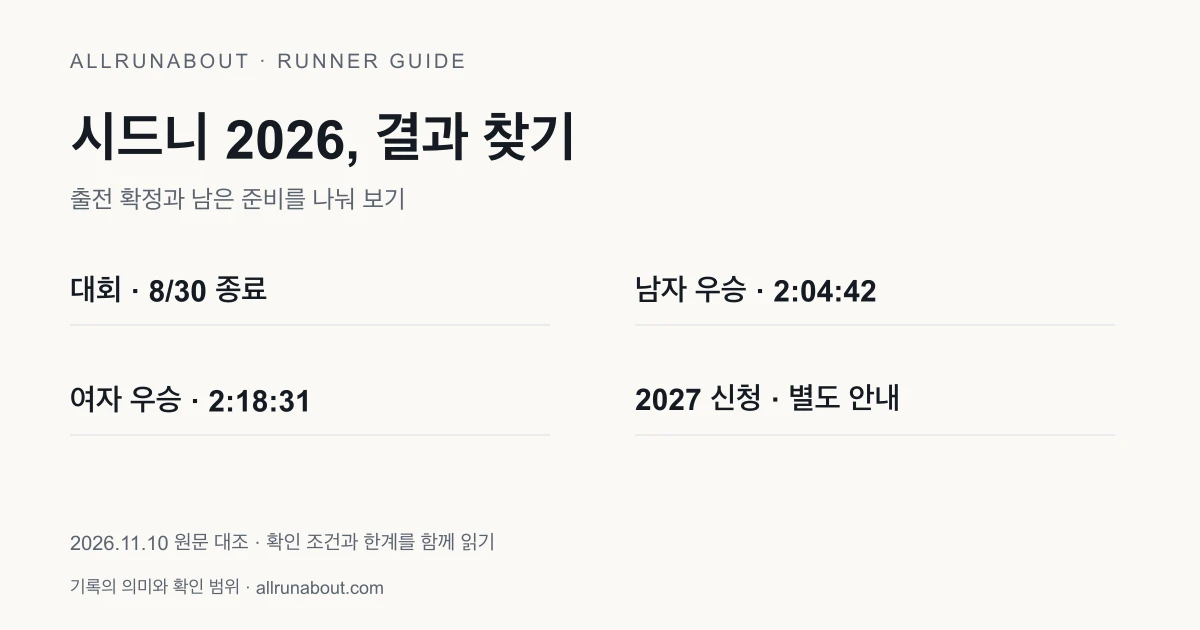 ALLRUNABOUT · RUNNER GUIDE
시드니 2026, 결과 찾기
출전 확정과 남은 준비를 나눠 보기
대회 · 8/30 종료
남자 우승 · 2:04:42
여자 우승 · 2:18:31
2027 신청 · 별도 안내
2026.11.10 원문 대조 · 확인 조건과 한계를 함께 읽기
기록의 의미와 확인 범위 · allrunabout.com